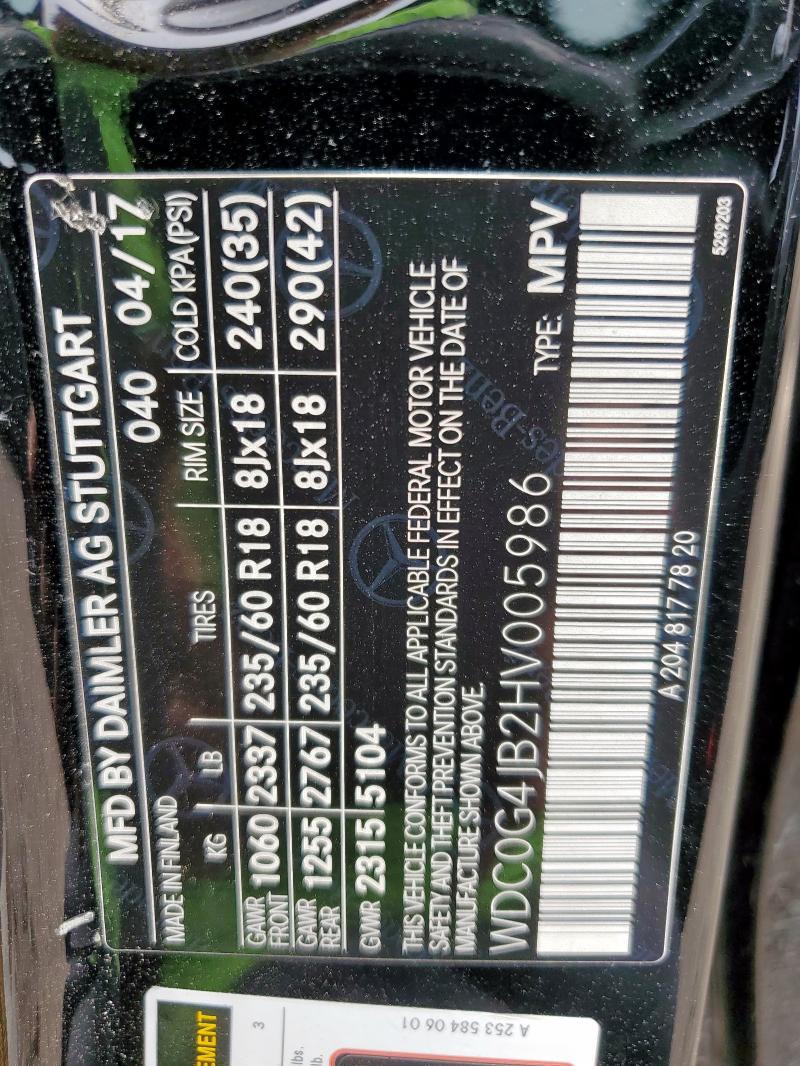 MFD BY DAIMLER AG STUTTGART
MADE IN FINLAND 040 04/17
KG LB TIRES RIM SIZE COLD KPA(PSI)
GAWR FRONT 1060 2337 235/60 R18 8Jx18 240(35)
GAWR REAR 1255 2767 235/60 R18 8Jx18 290(42)
GVWR 2315 5104
THIS VEHICLE CONFORMS TO ALL APPLICABLE FEDERAL MOTOR VEHICLE
SAFETY AND THEFT PREVENTION STANDARDS IN EFFECT ON THE DATE OF
MANUFACTURE SHOWN ABOVE.
WDC0G4JB2HV005986 TYPE: MPV
A 204 817 78 20
5299203
EMENT
3
lbs.
lb.
A 253 584 06 01